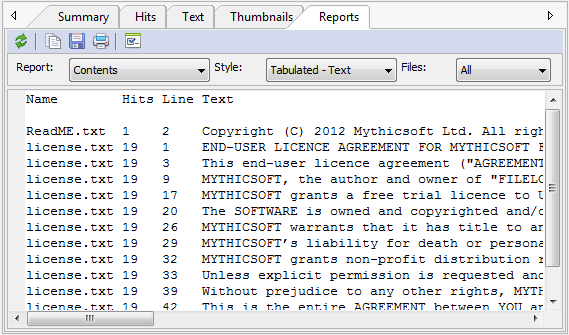 Summary Hits Text Thumbnails Reports
Report: Contents Style: Tabulated - Text Files: All
Name Hits Line Text
ReadME.txt 1 2 Copyright (C) 2012 Mythicsoft Ltd. All righ
license.txt 19 1 END-USER LICENCE AGREEMENT FOR MYTHICSOFT F
license.txt 19 3 This end-user licence agreement ("AGREEMENT
license.txt 19 9 MYTHICSOFT, the author and owner of "FILELO
license.txt 19 17 MYTHICSOFT grants a free trial licence to U
license.txt 19 20 The SOFTWARE is owned and copyrighted and/o
license.txt 19 26 MYTHICSOFT warrants that it has title to an
license.txt 19 29 MYTHICSOFT’s liability for death or persona
license.txt 19 32 MYTHICSOFT grants non-profit distribution r
license.txt 19 33 Unless explicit permission is requested and
license.txt 19 39 Without prejudice to any other rights, MYTH
license.txt 19 42 This is the entire AGREEMENT between YOU an